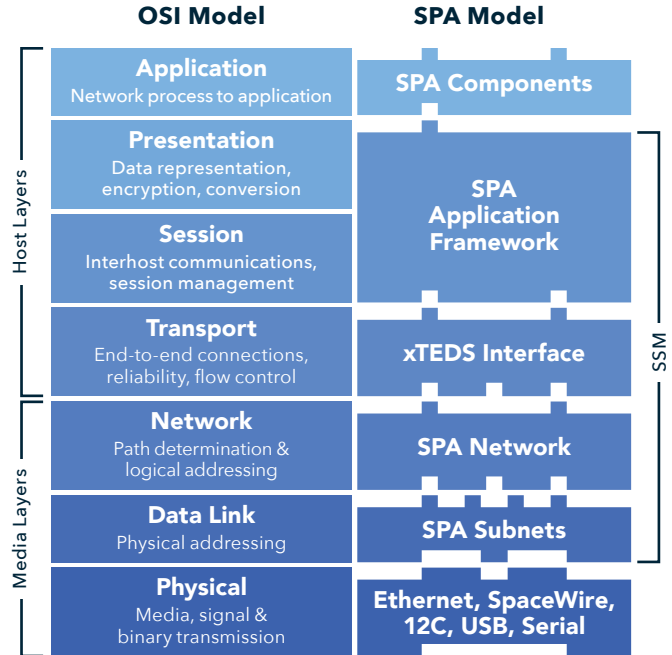 OSI Model
SPA Model
Host Layers
Media Layers
Application
Network process to application
Presentation
Data representation,
encryption, conversion
Session
Interhost communications,
session management
Transport
End-to-end connections,
reliability, flow control
Network
Path determination &
logical addressing
Data Link
Physical addressing
Physical
Media, signal &
binary transmission
SPA Components
SPA
Application
Framework
xTEDS Interface
SPA Network
SPA Subnets
Ethernet, SpaceWire,
12C, USB, Serial
SSM